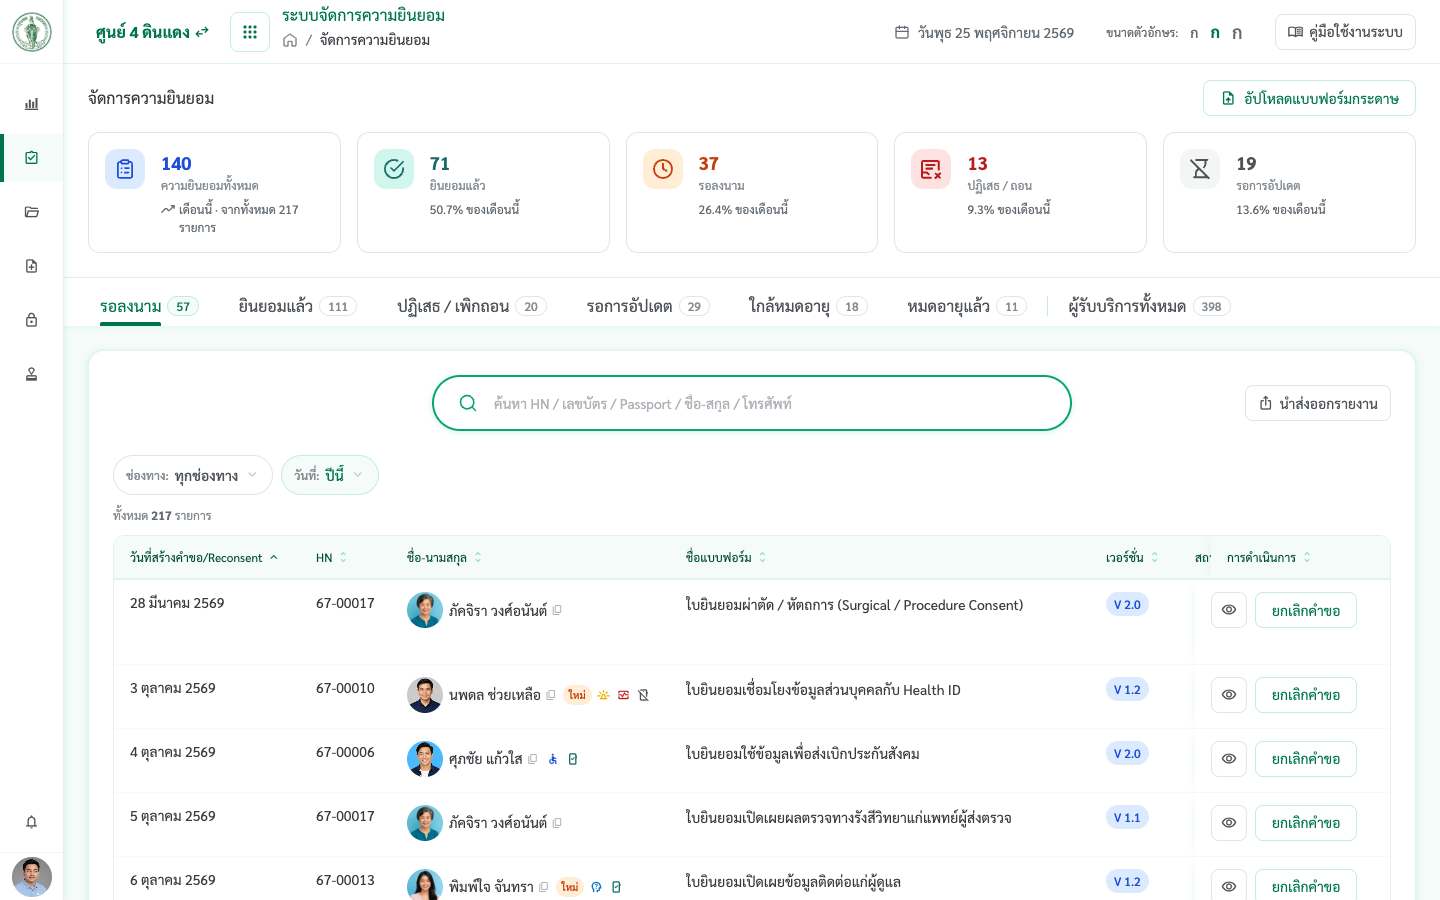 ศูนย์ 4 ดินแดง
ระบบจัดการความยินยอม
/ จัดการความยินยอม
วันพุธ 25 พฤศจิกายน 2569
ขนาดตัวอักษร: ก ก ก
คู่มือใช้งานระบบ
จัดการความยินยอม
อัปโหลดแบบฟอร์มกระดาษ
140
ความยินยอมทั้งหมด
เดือนนี้ · จากทั้งหมด 217
รายการ
71
ยินยอมแล้ว
50.7% ของเดือนนี้
37
รอลงนาม
26.4% ของเดือนนี้
13
ปฏิเสธ / ถอน
9.3% ของเดือนนี้
19
รอการอัปเดต
13.6% ของเดือนนี้
รอลงนาม 57
ยินยอมแล้ว 111
ปฏิเสธ / เพิกถอน 20
รอการอัปเดต 29
ใกล้หมดอายุ 18
หมดอายุแล้ว 11
ผู้รับบริการทั้งหมด 398
ค้นหา HN / เลขบัตร / Passport / ชื่อ-สกุล / โทรศัพท์
นำส่งออกรายงาน
ช่องทาง: ทุกช่องทาง
วันที่: ปีนี้
ทั้งหมด 217 รายการ
วันที่สร้างคำขอ/Reconsent HN ชื่อ-นามสกุล ชื่อแบบฟอร์ม เวอร์ชั่น การดำเนินการ
28 มีนาคม 2569 67-00017 ภัคจิรา วงศ์อนันต์ ใบยินยอมผ่าตัด / หัตถการ (Surgical / Procedure Consent) V 2.0 ยกเลิกคำขอ
3 ตุลาคม 2569 67-00010 นพดล ช่วยเหลือ ใหม่ ใบยินยอมเชื่อมโยงข้อมูลส่วนบุคคลกับ Health ID V 1.2 ยกเลิกคำขอ
4 ตุลาคม 2569 67-00006 ศุภชัย แก้วใส ใบยินยอมใช้ข้อมูลเพื่อส่งเบิกประกันสังคม V 2.0 ยกเลิกคำขอ
5 ตุลาคม 2569 67-00017 ภัคจิรา วงศ์อนันต์ ใบยินยอมเปิดเผยผลตรวจทางรังสีวิทยาแก่แพทย์ผู้ส่งตรวจ V 1.1 ยกเลิกคำขอ
6 ตุลาคม 2569 67-00013 พิมพ์ใจ จันทรา ใหม่ ใบยินยอมเปิดเผยข้อมูลติดต่อแก่ผู้ดูแล V 1.2 ยกเลิกคำขอ